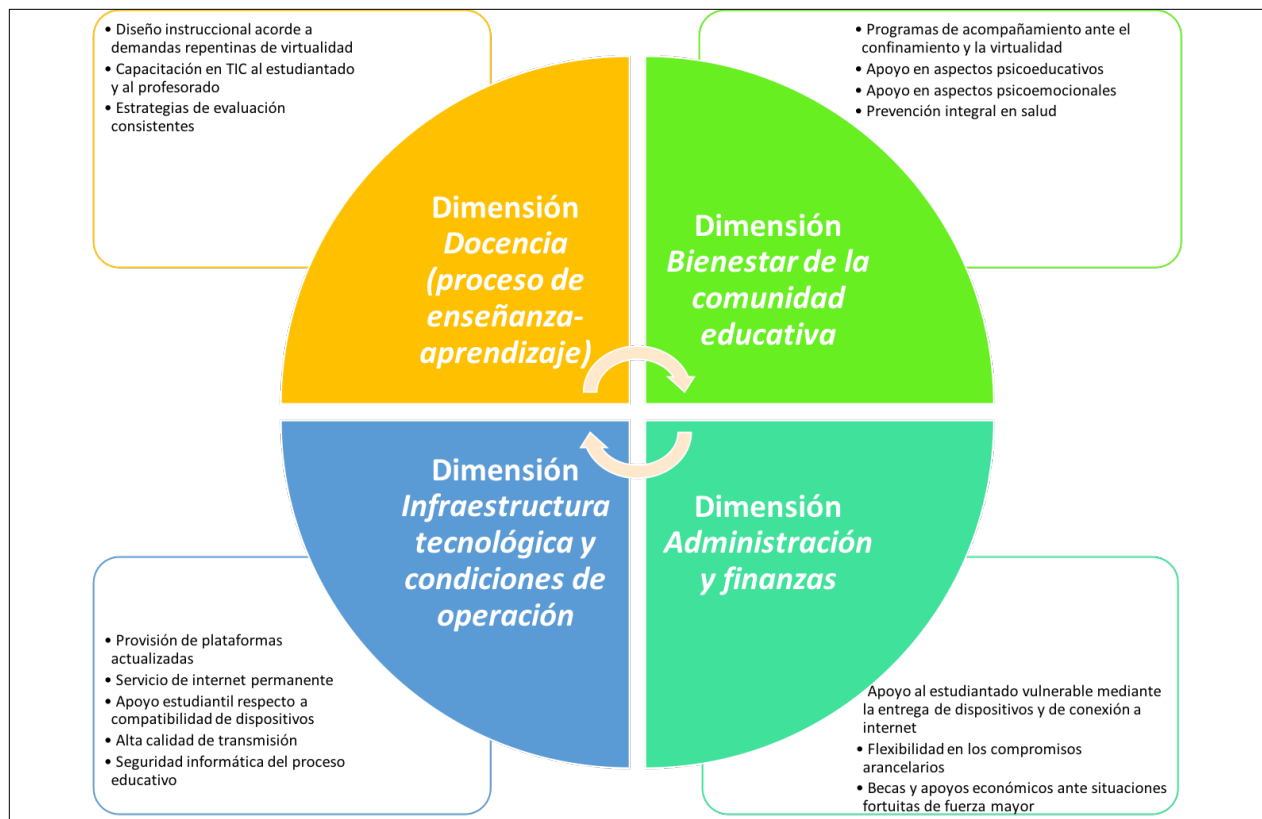 • Diseño instruccional acorde a
demandas repentinas de virtualidad
• Capacitación en TIC al estudiantado
y al profesorado
• Estrategias de evaluación
consistentes
• Programas de acompañamiento ante el
confinamiento y la virtualidad
• Apoyo en aspectos psicoeducativos
• Apoyo en aspectos psicoemocionales
• Prevención integral en salud
Dimensión
Docencia
(proceso de
enseñanza-
aprendizaje)
Dimensión
Bienestar de la
comunidad
educativa
Dimensión
Infraestructura
tecnológica y
condiciones de
operación
Dimensión
Administración
y finanzas
• Provisión de plataformas
actualizadas
• Servicio de internet permanente
• Apoyo estudiantil respecto a
compatibilidad de dispositivos
• Alta calidad de transmisión
• Seguridad informática del proceso
educativo
Apoyo al estudiantado vulnerable mediante
la entrega de dispositivos y de conexión a
internet
• Flexibilidad en los compromisos
arancelarios
• Becas y apoyos económicos ante situaciones
fortuitas de fuerza mayor